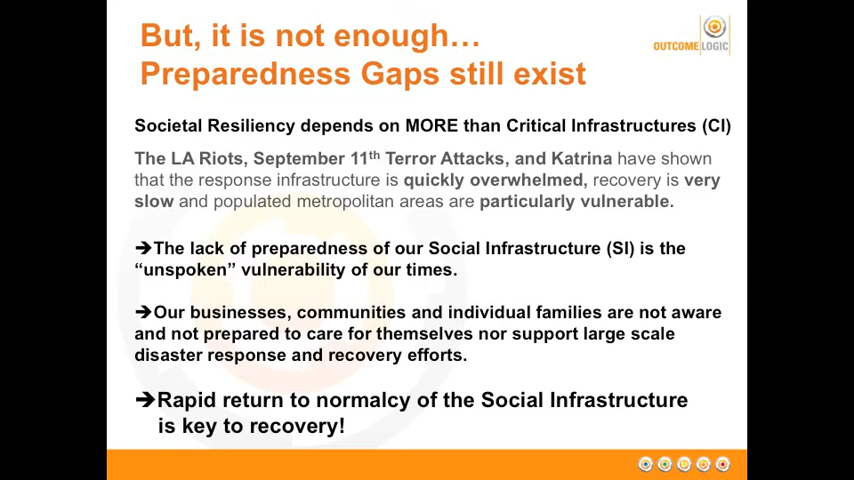 But, it is not enough…
Preparedness Gaps still exist
OUTCOMELOGIC
Societal Resiliency depends on MORE than Critical Infrastructures (CI)
The LA Riots, September 11th Terror Attacks, and Katrina have shown
that the response infrastructure is quickly overwhelmed, recovery is very
slow and populated metropolitan areas are particularly vulnerable.
➔The lack of preparedness of our Social Infrastructure (SI) is the
“unspoken” vulnerability of our times.
➔Our businesses, communities and individual families are not aware
and not prepared to care for themselves nor support large scale
disaster response and recovery efforts.
➔Rapid return to normalcy of the Social Infrastructure
is key to recovery!